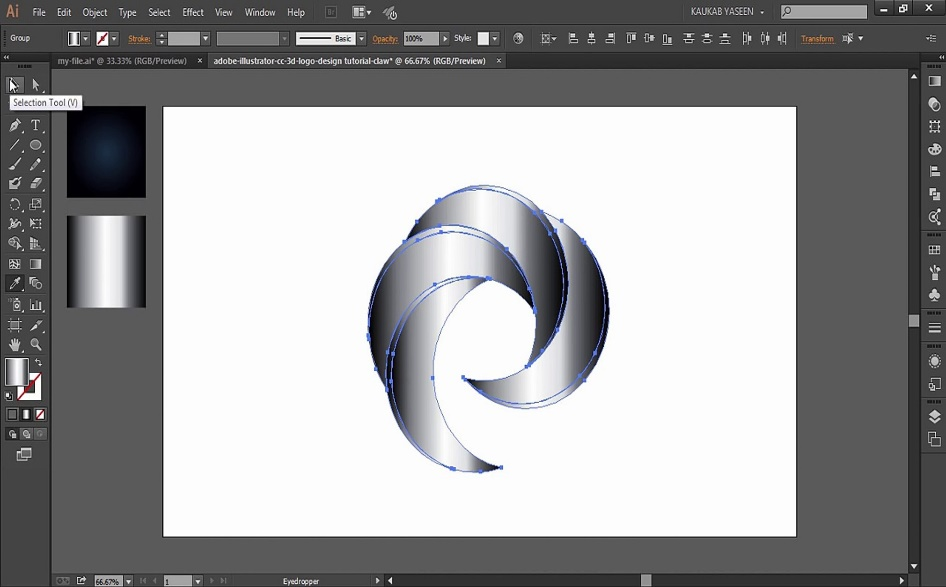 Ai File Edit Object Type Select Effect View Window Help Br KAUKAB YASEEN
Group Stroke: Basic Opacity: 100% Style: Transform
my-file.ai* @ 33.33% (RGB/Preview) × adobe-illustrator-cc-3d-logo-design tutorial-claw* @ 66.67% (RGB/Preview) ×
Selection Tool (V)
T
66.67% 1 Eyedropper